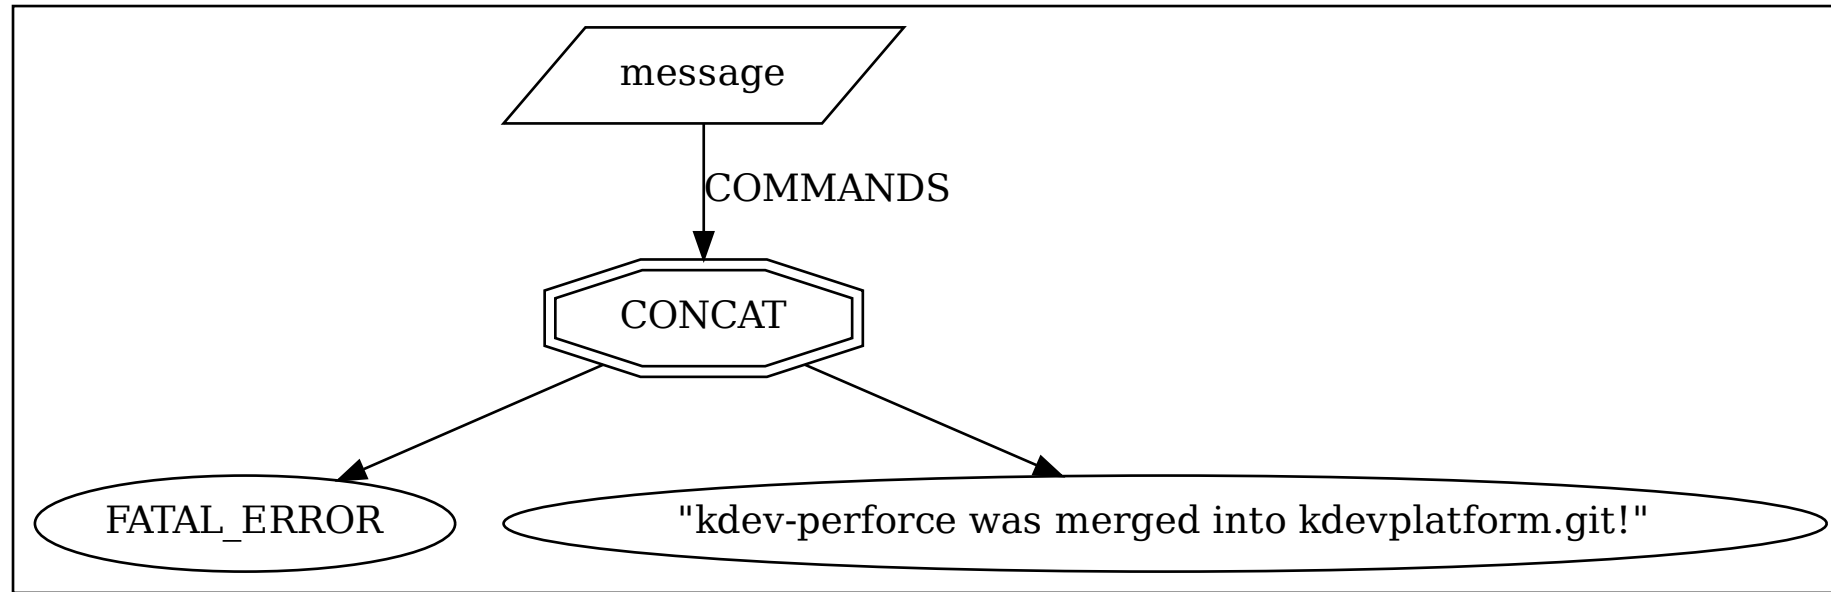 message
COMMANDS
CONCAT
FATAL_ERROR
"kdev-perforce was merged into kdevplatform.git!"